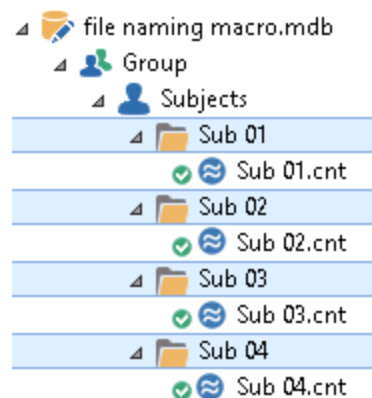 file naming macro.mdb
Group
Subjects
Sub 01
Sub 01.cnt
Sub 02
Sub 02.cnt
Sub 03
Sub 03.cnt
Sub 04
Sub 04.cnt